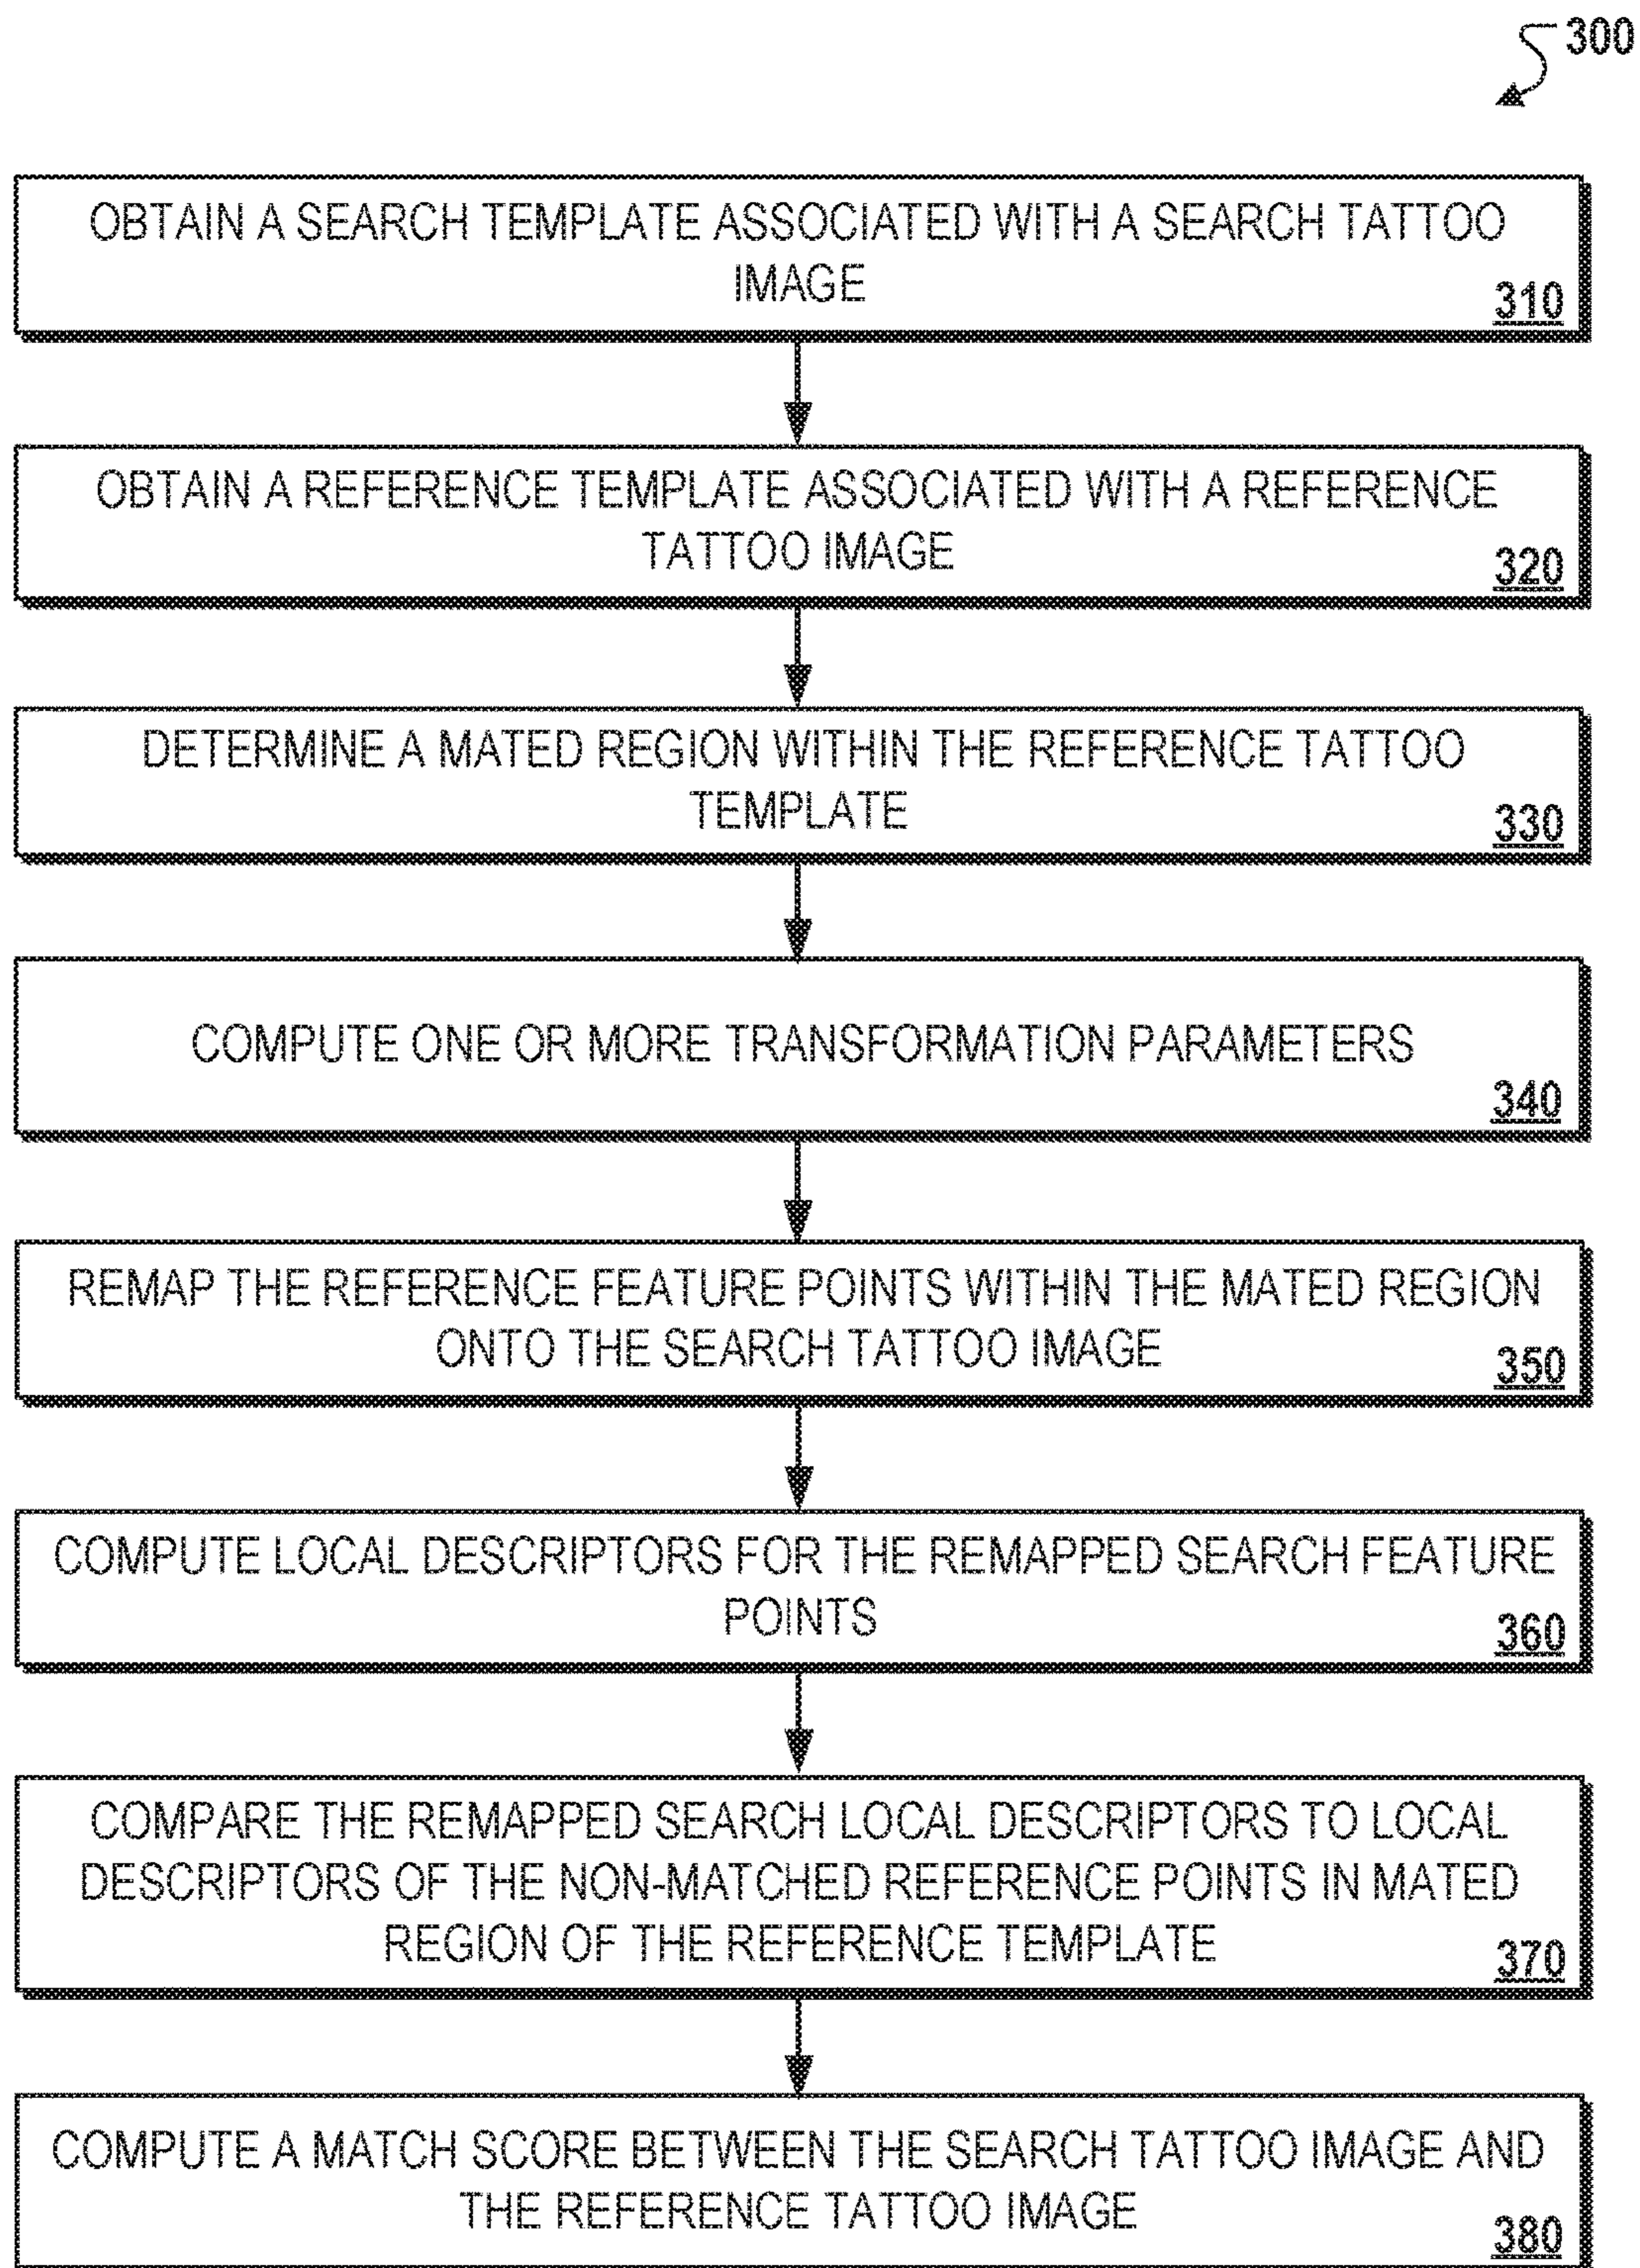 300
OBTAIN A SEARCH TEMPLATE ASSOCIATED WITH A SEARCH TATTOO
IMAGE
310
OBTAIN A REFERENCE TEMPLATE ASSOCIATED WITH A REFERENCE
TATTOO IMAGE
320
DETERMINE A MATED REGION WITHIN THE REFERENCE TATTOO
TEMPLATE
330
COMPUTE ONE OR MORE TRANSFORMATION PARAMETERS
340
REMAP THE REFERENCE FEATURE POINTS WITHIN THE MATED REGION
ONTO THE SEARCH TATTOO IMAGE
350
COMPUTE LOCAL DESCRIPTORS FOR THE REMAPPED SEARCH FEATURE
POINTS
360
COMPARE THE REMAPPED SEARCH LOCAL DESCRIPTORS TO LOCAL
DESCRIPTORS OF THE NON-MATCHED REFERENCE POINTS IN MATED
REGION OF THE REFERENCE TEMPLATE
370
COMPUTE A MATCH SCORE BETWEEN THE SEARCH TATTOO IMAGE AND
THE REFERENCE TATTOO IMAGE
380